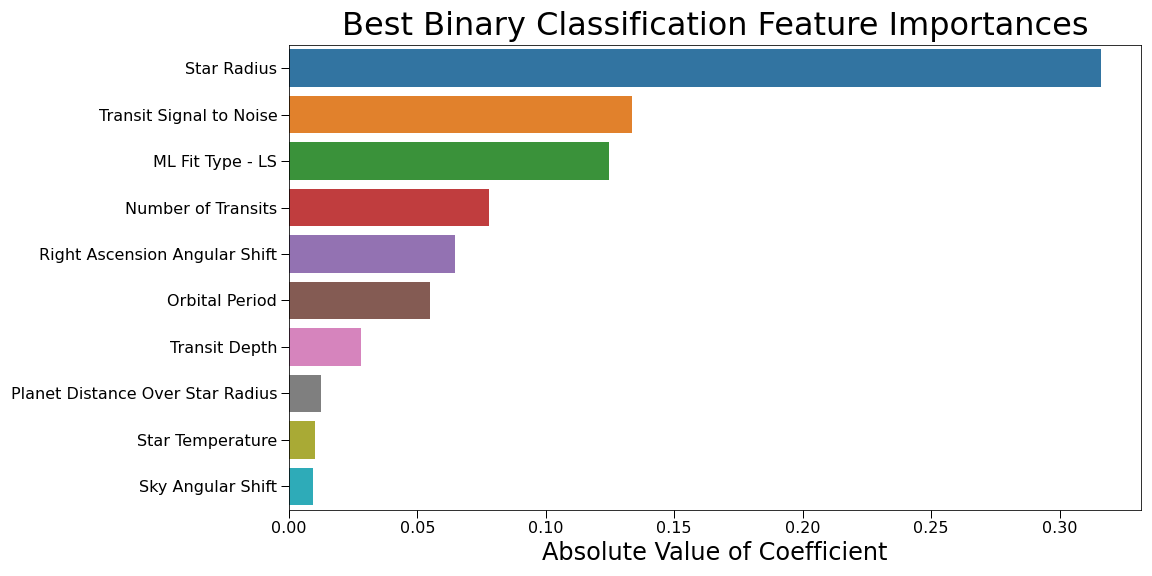 Best Binary Classification Feature Importances
Star Radius
Transit Signal to Noise
ML Fit Type - LS
Number of Transits
Right Ascension Angular Shift
Orbital Period
Transit Depth
Planet Distance Over Star Radius
Star Temperature
Sky Angular Shift
0.00 0.05 0.10 0.15 0.20 0.25 0.30
Absolute Value of Coefficient